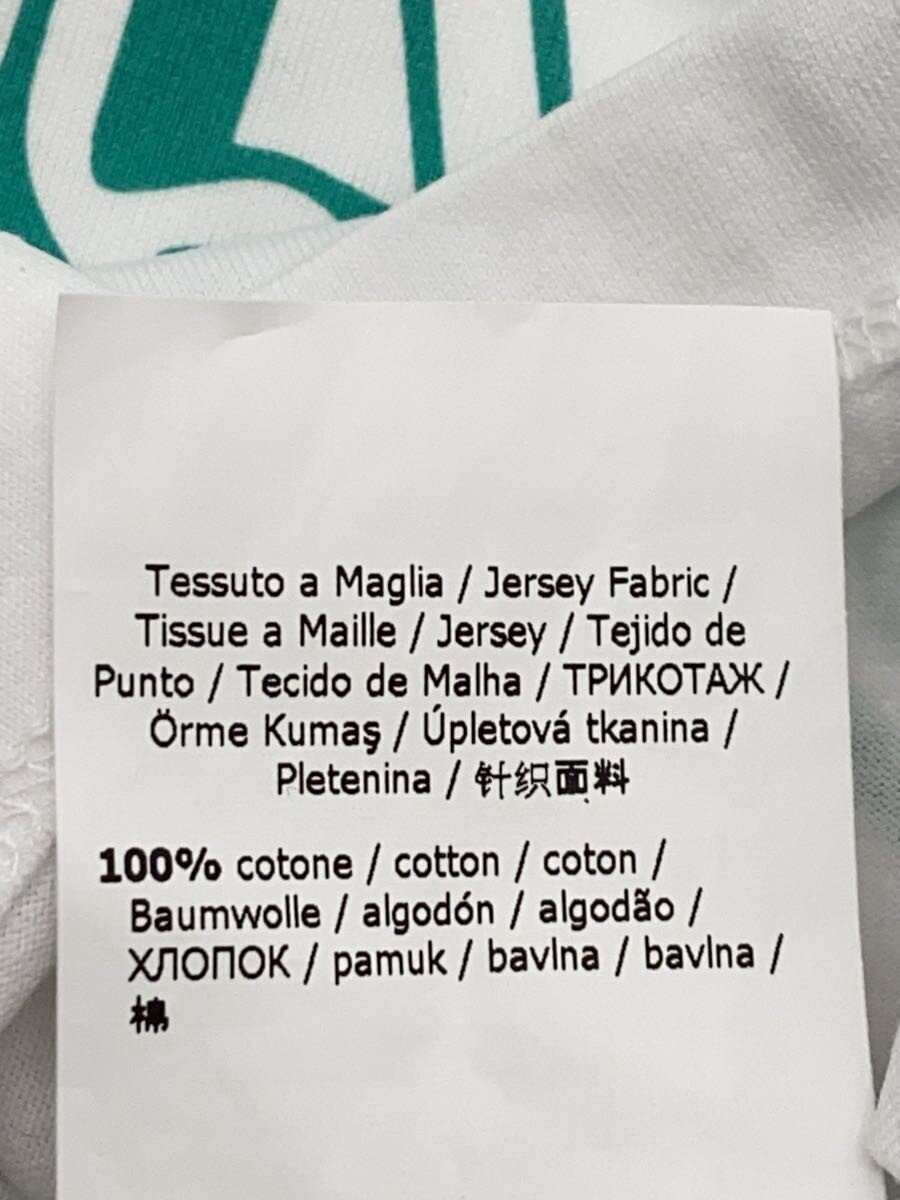 Tessuto a Maglia / Jersey Fabric /
Tissue a Maille / Jersey / Tejido de
Punto / Tecido de Malha / ТРИКОТАЖ /
Örme Kumaş / Úpletová tkanina /
Pletenina / 针织面料
100% cotone / cotton / coton /
Baumwolle / algodón / algodão /
ХЛОПОК / pamuk / bavlna / bavlna /
棉